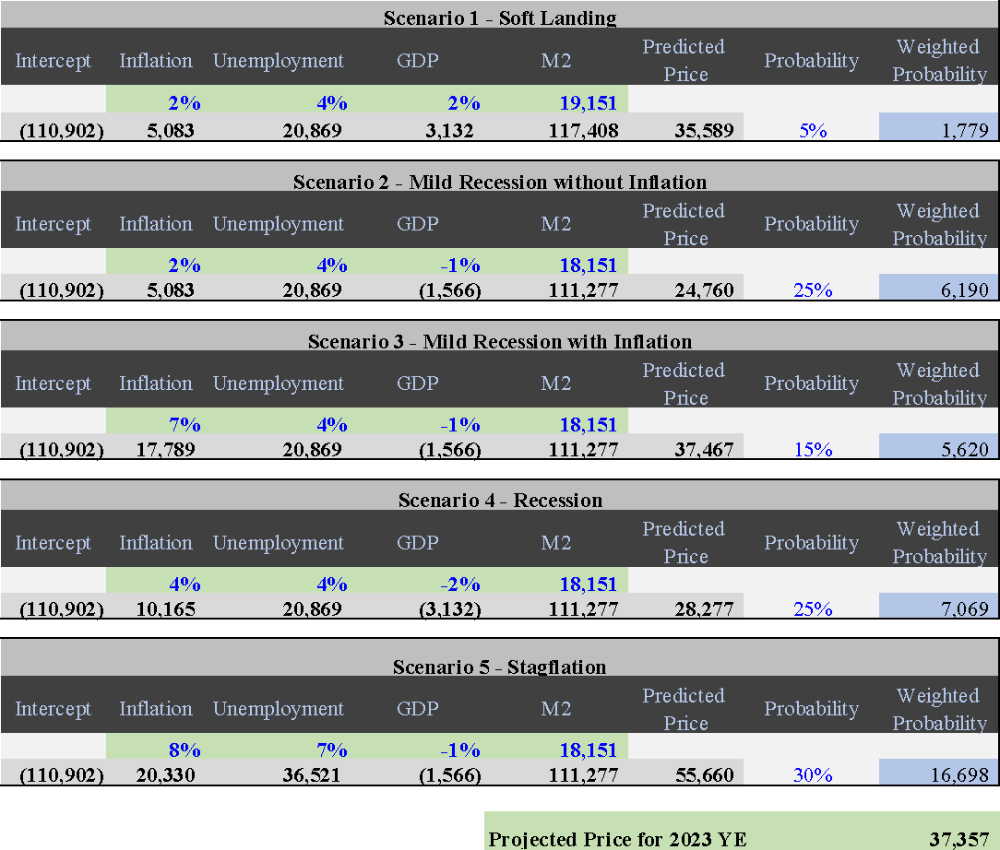 Scenario 1 - Soft Landing
Intercept Inflation Unemployment GDP M2 Predicted Price Probability Weighted Probability
2% 4% 2% 19,151
(110,902) 5,083 20,869 3,132 117,408 35,589 5% 1,779
Scenario 2 - Mild Recession without Inflation
Intercept Inflation Unemployment GDP M2 Predicted Price Probability Weighted Probability
2% 4% -1% 18,151
(110,902) 5,083 20,869 (1,566) 111,277 24,760 25% 6,190
Scenario 3 - Mild Recession with Inflation
Intercept Inflation Unemployment GDP M2 Predicted Price Probability Weighted Probability
7% 4% -1% 18,151
(110,902) 17,789 20,869 (1,566) 111,277 37,467 15% 5,620
Scenario 4 - Recession
Intercept Inflation Unemployment GDP M2 Predicted Price Probability Weighted Probability
4% 4% -2% 18,151
(110,902) 10,165 20,869 (3,132) 111,277 28,277 25% 7,069
Scenario 5 - Stagflation
Intercept Inflation Unemployment GDP M2 Predicted Price Probability Weighted Probability
8% 7% -1% 18,151
(110,902) 20,330 36,521 (1,566) 111,277 55,660 30% 16,698
Projected Price for 2023 YE 37,357